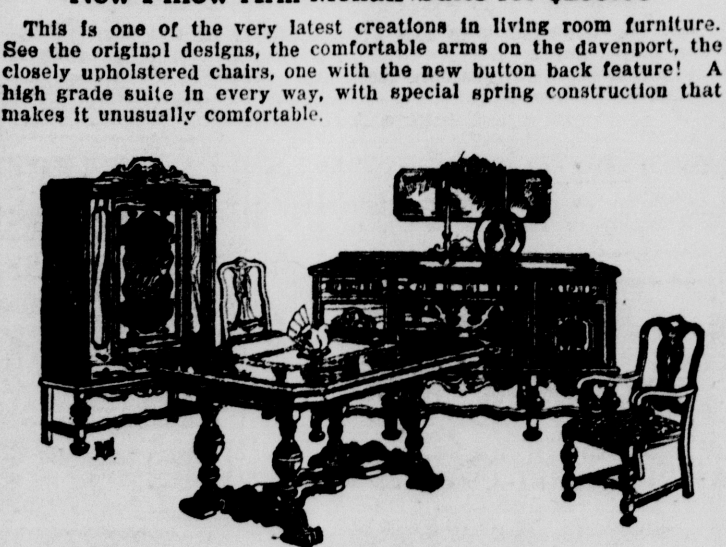 This is one of the very latest creations in living room furniture.
See the original designs, the comfortable arms on the davenport, the
closely upholstered chairs, one with the new button back feature! A
high grade suite in every way, with special spring construction that
makes it unusually comfortable.